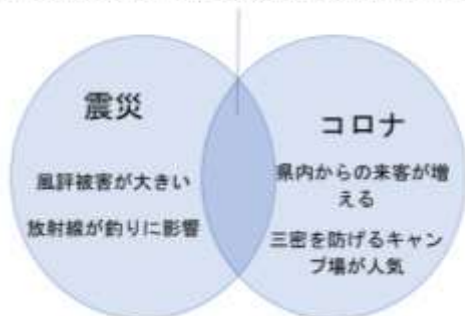 震災
風評被害が大きい
放射線が釣りに影響
コロナ
県内からの来客が増
える
三密を防げるキャン
プ場が人気